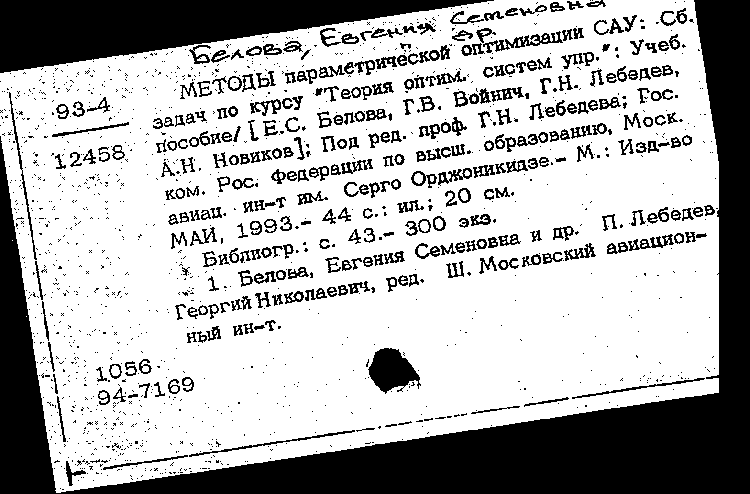 Белова, Евгения Семеновна
др.
МЕТОДЫ параметрической оптимизации САУ: Сб.
93-4
задач по курсу "Теория оптим. систем упр.": Учеб.
12458
пособие/ [Е.С. Белова, Г.В. Войнич, Г.Н. Лебедев,
А.Н. Новиков]; Под ред. проф. Г.Н. Лебедева; Гос.
ком. Рос. Федерации по высш. образованию, Моск.
авиац. ин-т им. Серго Орджоникидзе.- М.: Изд-во
МАИ, 1993.- 44 с.: ил.; 20 см.
Библиогр.: с. 43.- 300 экз.
1. Белова, Евгения Семеновна и др. П. Лебедев,
Георгий Николаевич, ред. Ш. Московский авиацион-
ный ин-т.
1056
94-7169